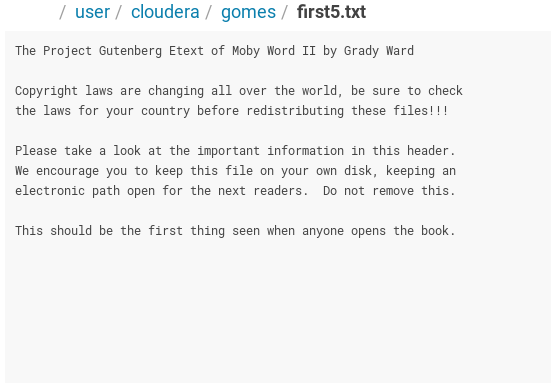 / user / cloudera / gomes / first5.txt
The Project Gutenberg Etext of Moby Word II by Grady Ward
Copyright laws are changing all over the world, be sure to check
the laws for your country before redistributing these files!!!
Please take a look at the important information in this header.
We encourage you to keep this file on your own disk, keeping an
electronic path open for the next readers.  Do not remove this.
This should be the first thing seen when anyone opens the book.